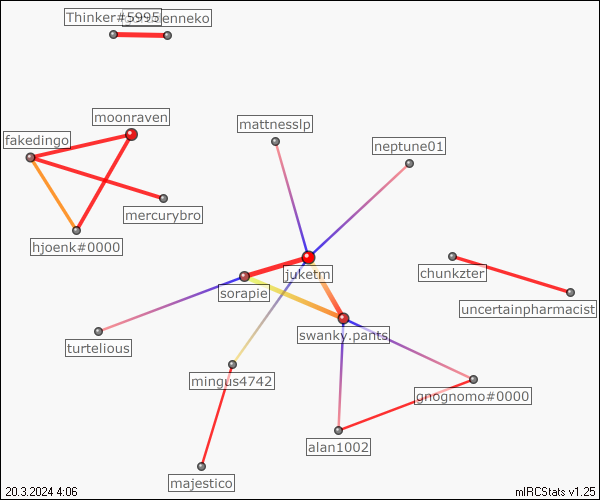 Thinker#5995
moonraven
fakedingo
mattnesslp
neptune01
mercurybro
hjoenk#0000
juketm
chunkzter
sorapie
uncertainpharmacist
swanky.pants
turtelious
mingus4742
gnognomo#0000
alan1002
majestico
20.3.2024 4:06
mIRCStats v1.25